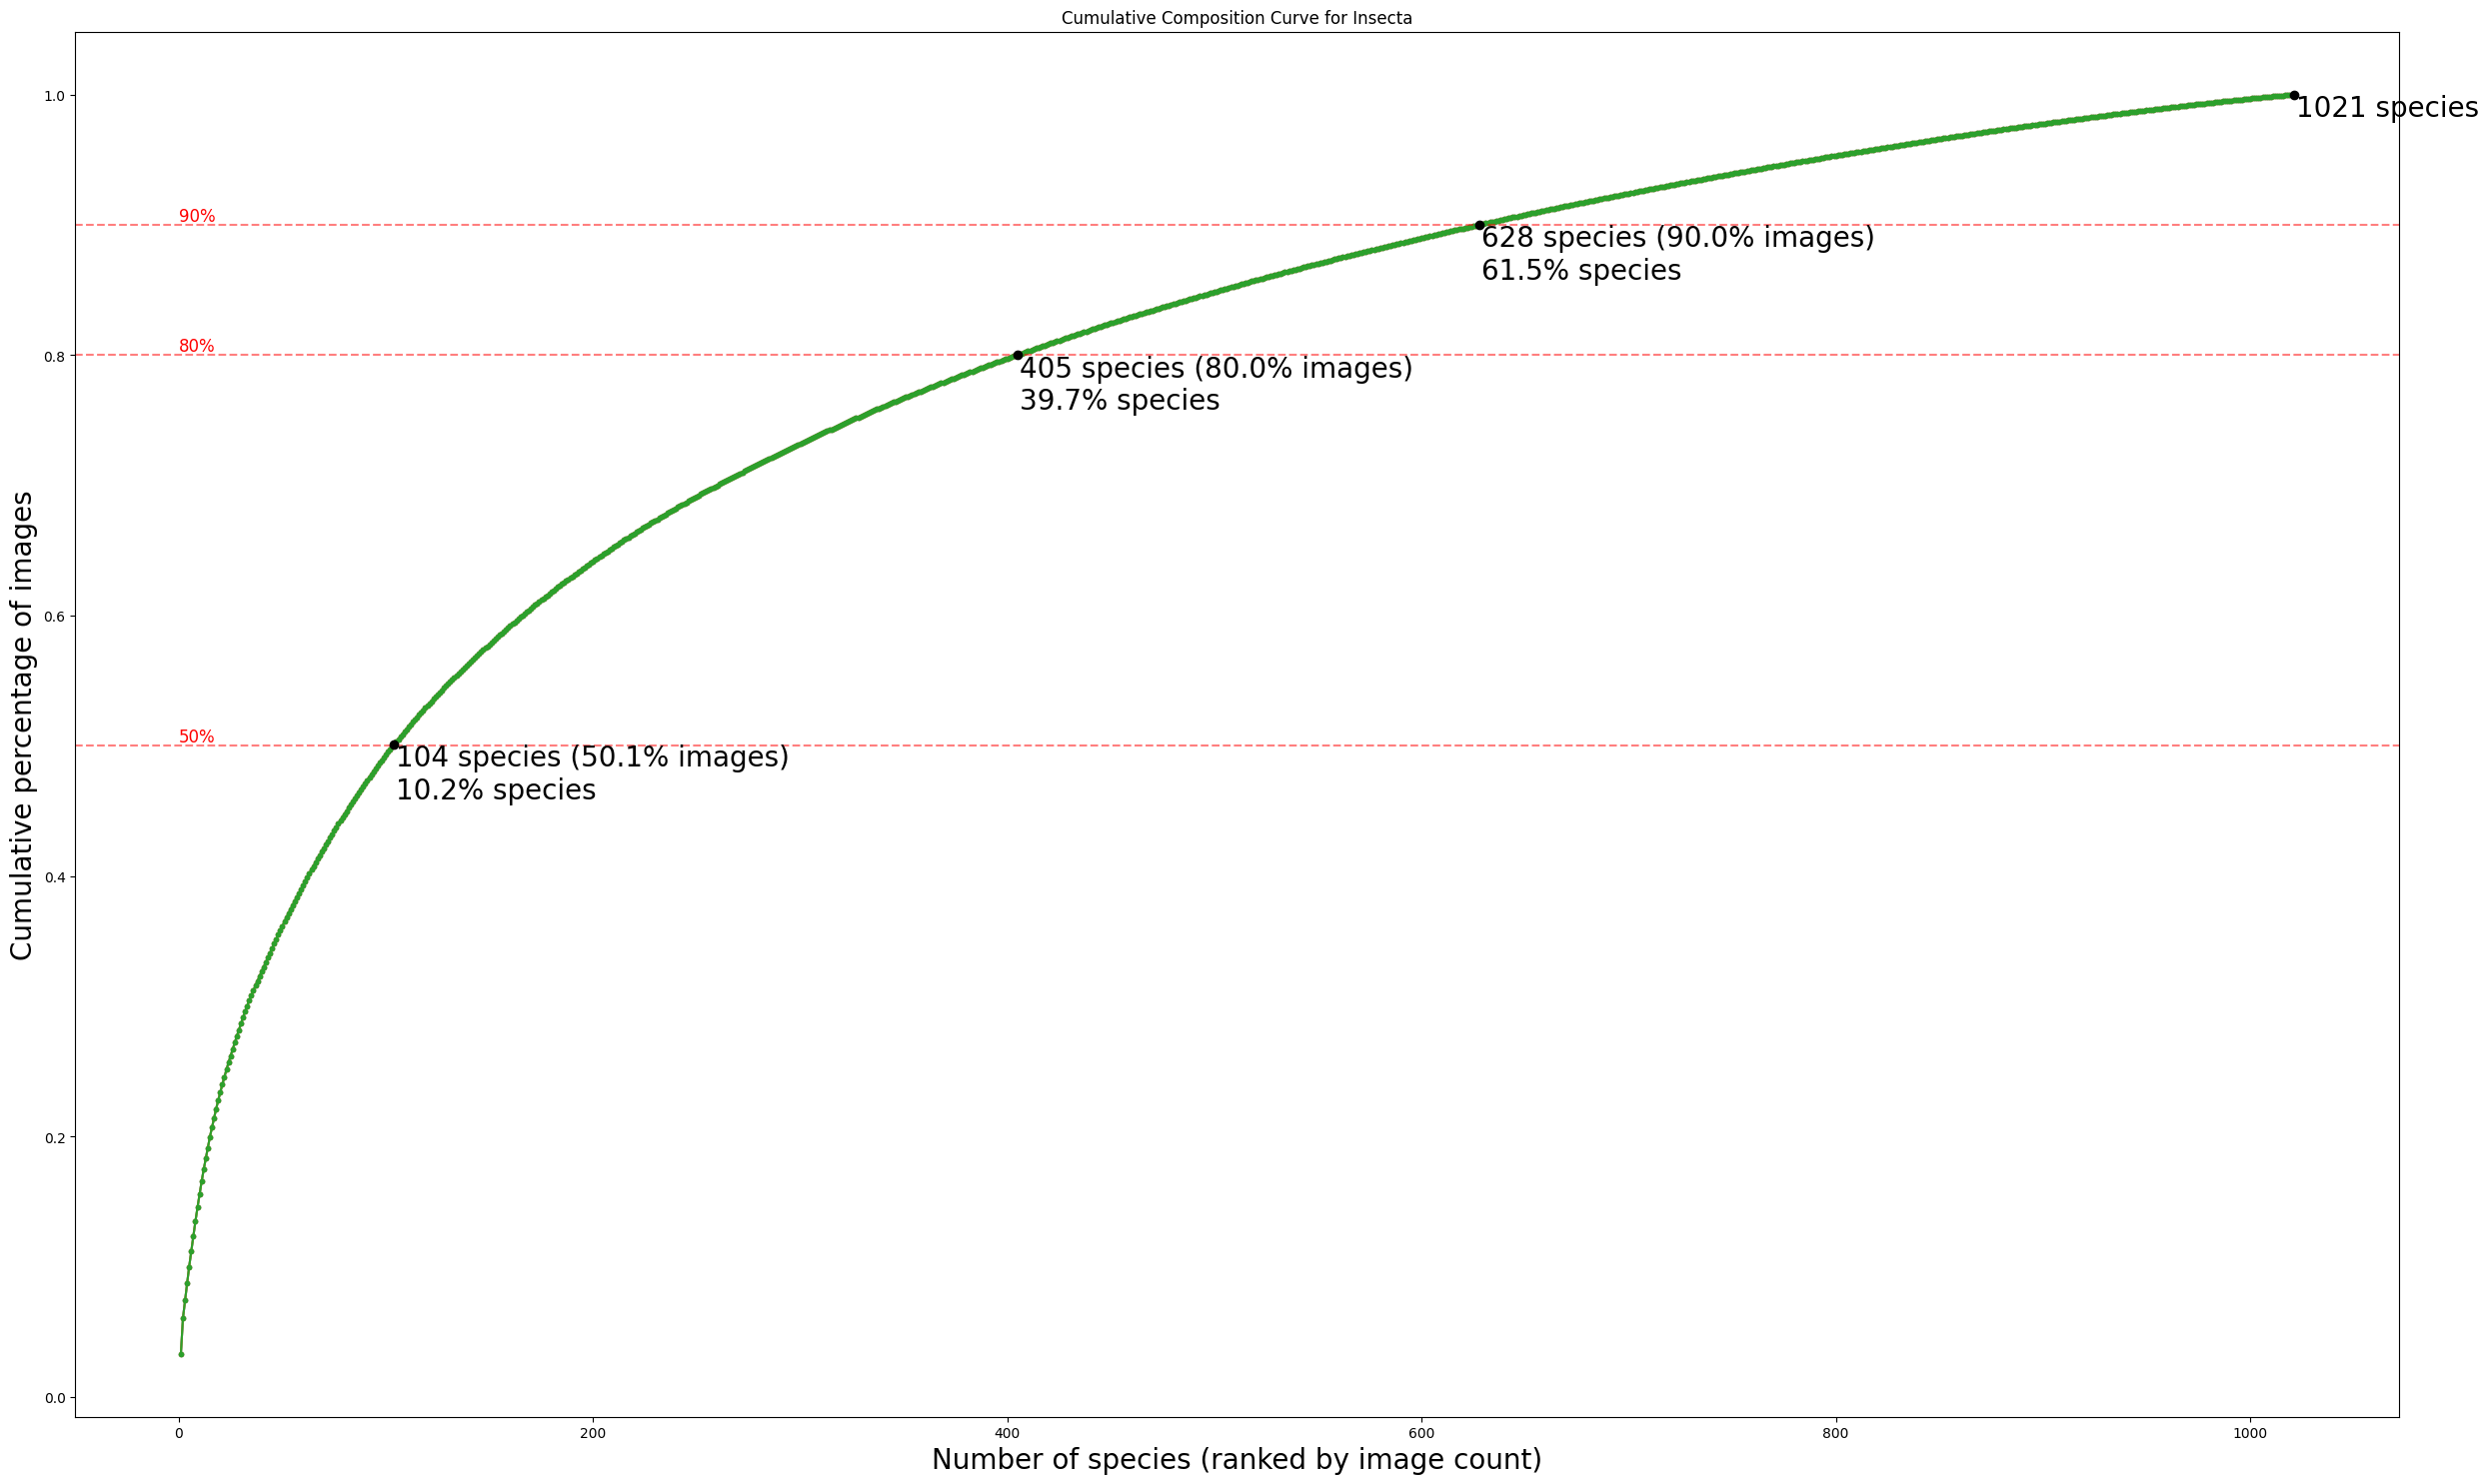 Cumulative Composition Curve for Insecta
1.0
1021 species
90%
628 species (90.0% images)
61.5% species
0.8
80%
405 species (80.0% images)
39.7% species
Cumulative percentage of images
0.6
50%
104 species (50.1% images)
10.2% species
0.4
0.2
0.0
0
200
400
600
800
1000
Number of species (ranked by image count)